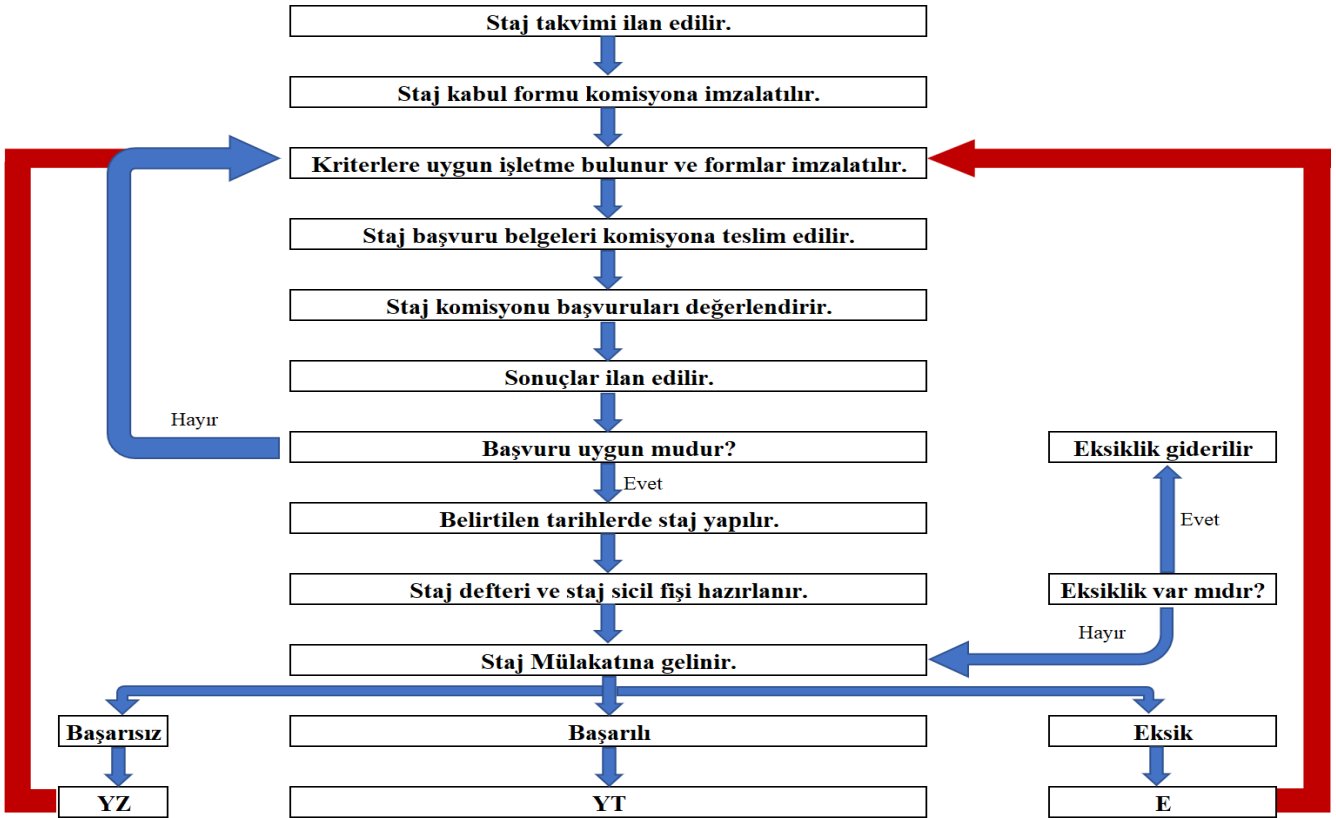 Staj takvimi ilan edilir.
Staj kabul formu komisyona imzalatılır.
Kriterlere uygun işletme bulunur ve formlar imzalatılır.
Staj başvuru belgeleri komisyona teslim edilir.
Staj komisyonu başvuruları değerlendirir.
Sonuçlar ilan edilir.
Hayır
Başvuru uygun mudur?
Eksiklik giderilir
Evet
Belirtilen tarihlerde staj yapılır.
Evet
Staj defteri ve staj sicil fişi hazırlanır.
Eksiklik var mıdır?
Hayır
Staj Mülakatına gelinir.
Başarısız
Başarılı
Eksik
YZ
YT
E